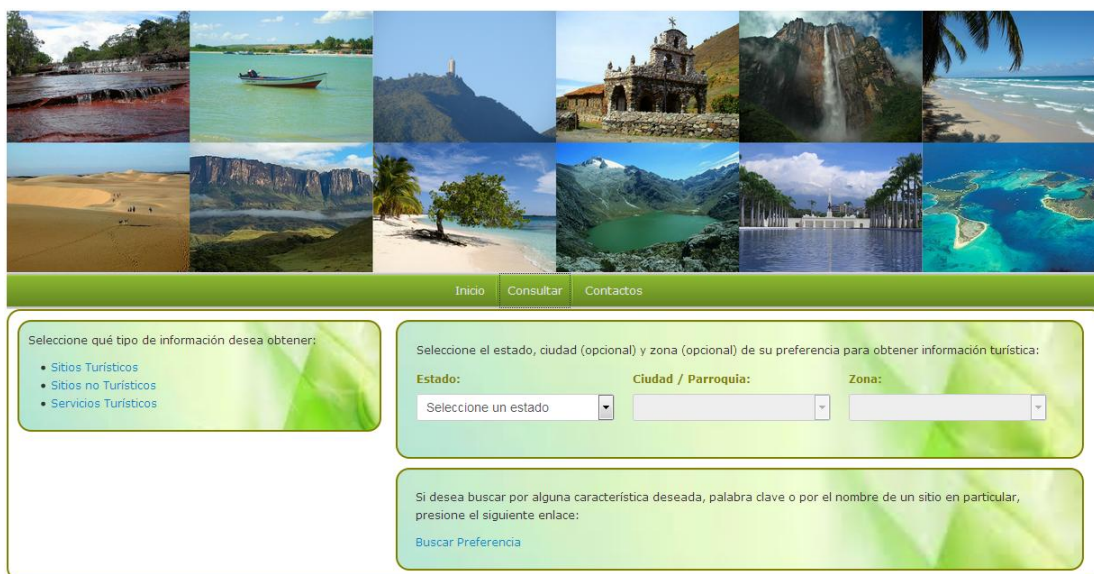 Inicio Consultar Contactos
Seleccione qué tipo de información desea obtener:
Sitios Turísticos
Sitios no Turísticos
Servicios Turísticos
Seleccione el estado, ciudad (opcional) y zona (opcional) de su preferencia para obtener información turística:
Estado: Ciudad / Parroquia: Zona:
Seleccione un estado
Si desea buscar por alguna característica deseada, palabra clave o por el nombre de un sitio en particular,
presione el siguiente enlace:
Buscar Preferencia